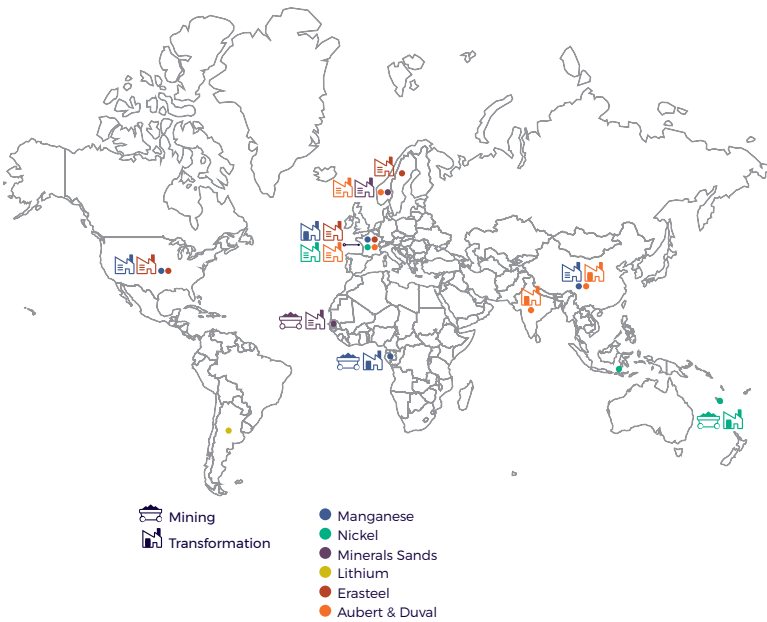 Mining
Transformation
Manganese
Nickel
Minerals Sands
Lithium
Erasteel
Aubert & Duval